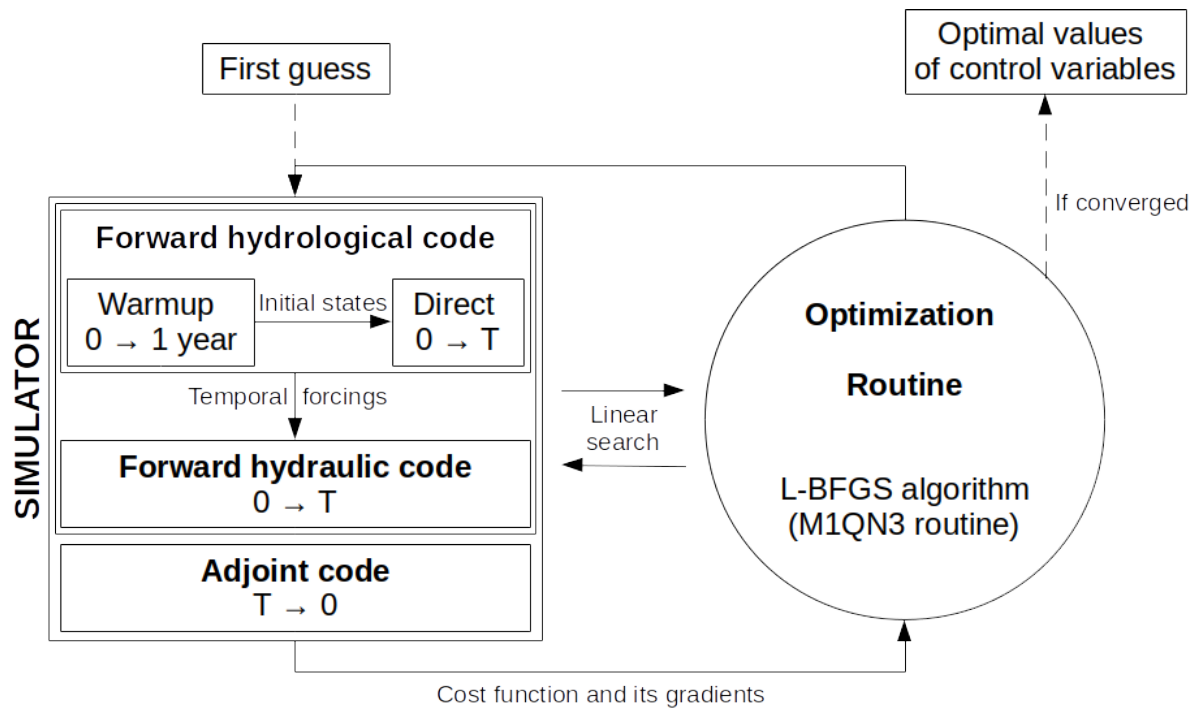 First guess
Optimal values
of control variables
If converged
SIMULATOR
Forward hydrological code
Warmup
0 → 1 year
Initial states
Direct
0 → T
Temporal forcings
Forward hydraulic code
0 → T
Adjoint code
T → 0
Linear
search
Optimization
Routine
L-BFGS algorithm
(M1QN3 routine)
Cost function and its gradients